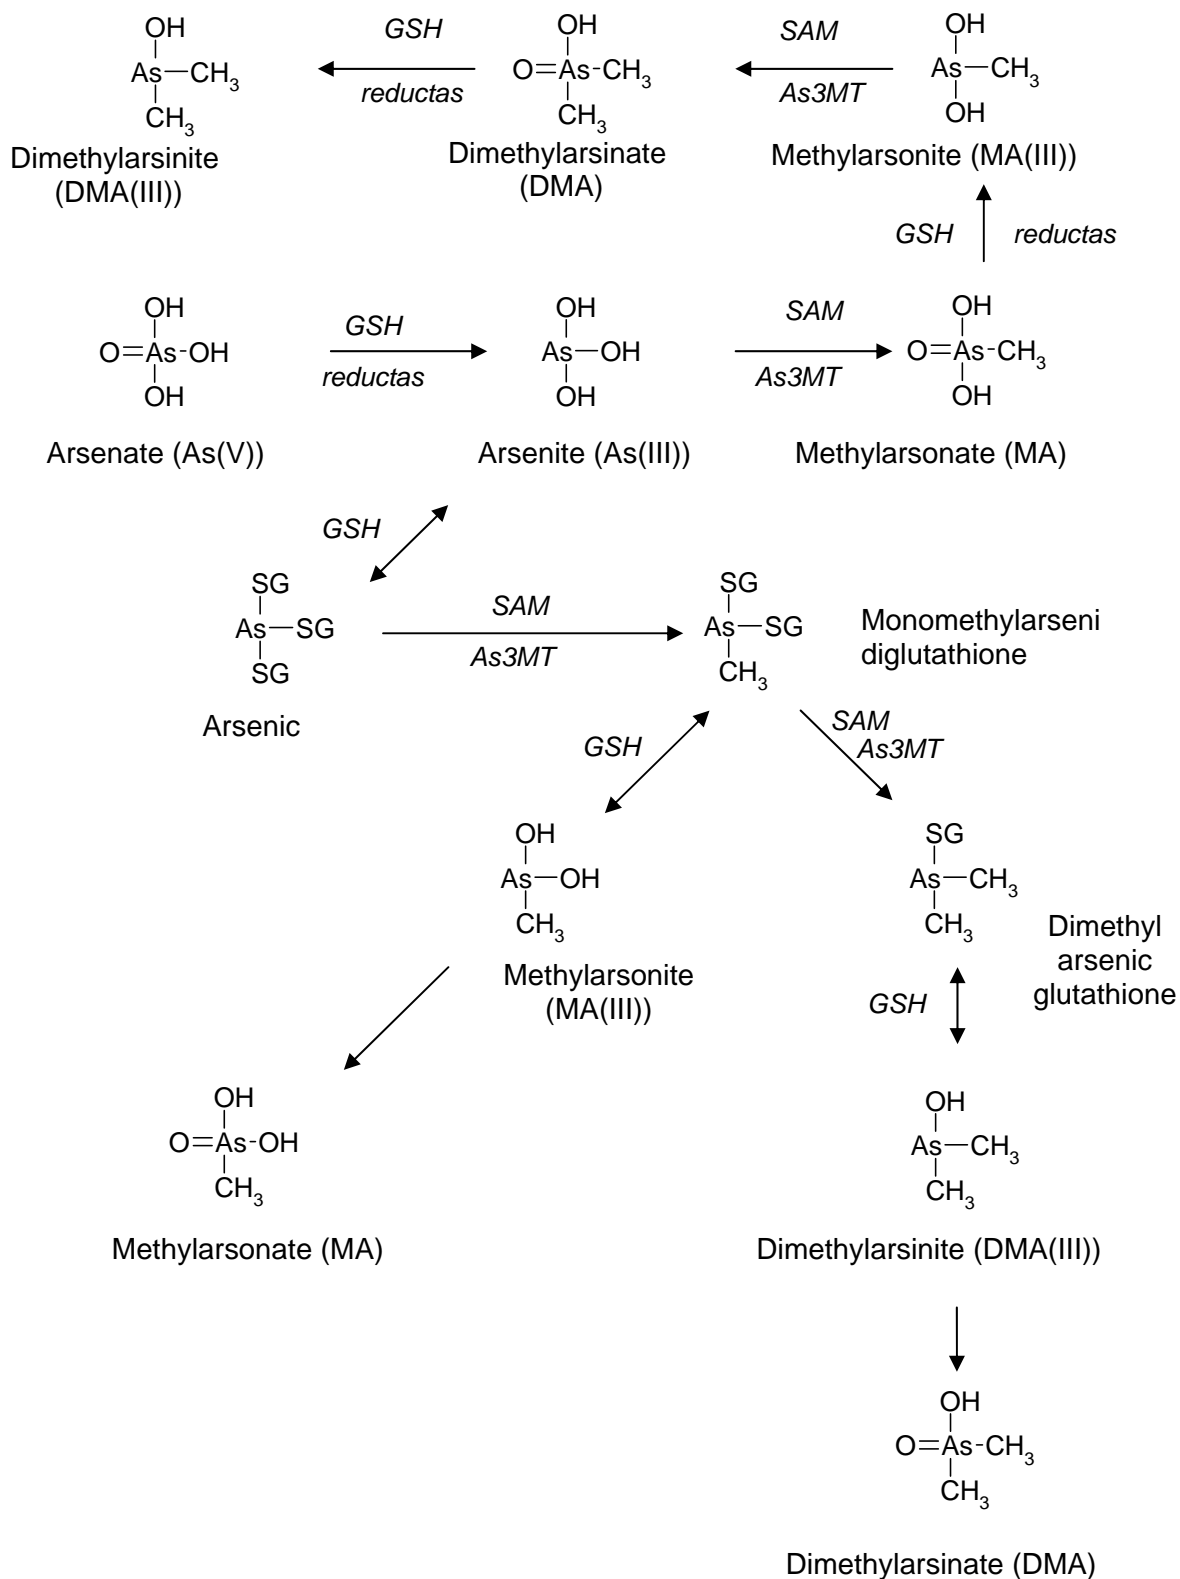 OH
As—CH3
CH3
Dimethylarsinite
(DMA(III))
GSH
reductas
OH
O=As-CH3
CH3
Dimethylarsinate
(DMA)
SAM
As3MT
OH
As—CH3
OH
Methylarsonite (MA(III))
GSH reductas
OH
O=As-OH
OH
Arsenate (As(V))
GSH
reductas
OH
As—OH
OH
Arsenite (As(III))
SAM
As3MT
OH
O=As-CH3
OH
Methylarsonate (MA)
GSH
SG
As—SG
SG
Arsenic
SAM
As3MT
SG
As—SG
CH3
Monomethylarseni
diglutathione
GSH
SAM
As3MT
OH
As—OH
CH3
Methylarsonite
(MA(III))
SG
As—CH3
CH3
Dimethyl
arsenic
glutathione
GSH
OH
O=As-OH
CH3
Methylarsonate (MA)
OH
As—CH3
CH3
Dimethylarsinite (DMA(III))
OH
O=As-CH3
CH3
Dimethylarsinate (DMA)